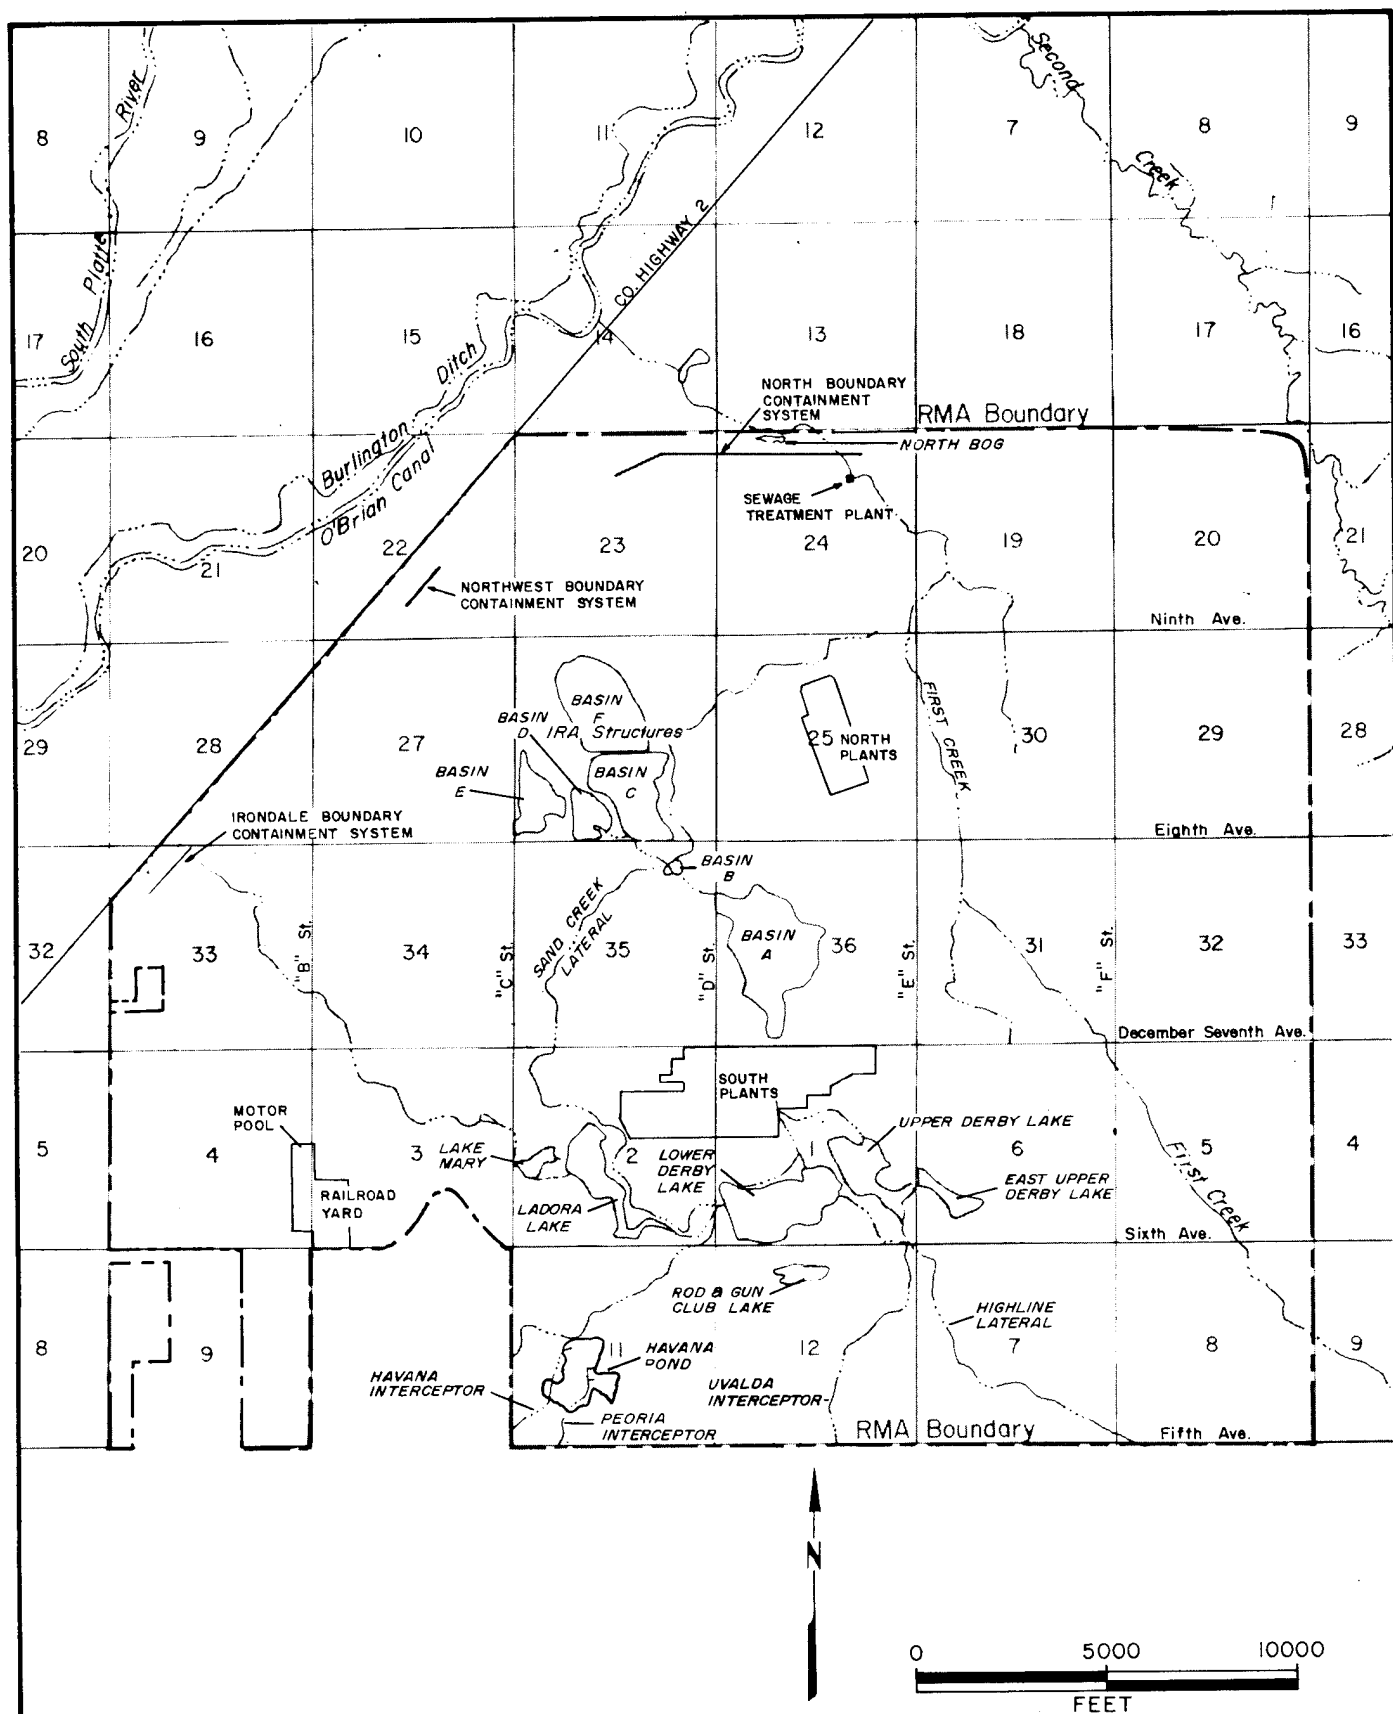 Second
Creek
South Platte River
8
9
10
11
12
7
8
9
CO. HIGHWAY 2
17
16
15
14
13
18
17
16
Burlington Ditch
O'Brian Canal
NORTH BOUNDARY
CONTAINMENT
SYSTEM
RMA Boundary
NORTH BOG
SEWAGE
TREATMENT PLANT
20
21
22
23
24
19
20
21
NORTHWEST BOUNDARY
CONTAINMENT SYSTEM
Ninth Ave.
BASIN
F
BASIN
D
IRA Structures
BASIN
E
BASIN
C
29
28
27
25
30
29
28
NORTH
PLANTS
FIRST CREEK
IRONDALE BOUNDARY
CONTAINMENT SYSTEM
Eighth Ave.
BASIN
B
SAND CREEK
LATERAL
BASIN
A
32
33
34
35
36
31
32
33
"B" St.
"C" St.
"D" St.
"E" St.
"F" St.
December Seventh Ave.
SOUTH
PLANTS
MOTOR
POOL
RAILROAD
YARD
5
4
3
2
1
6
5
4
LAKE
MARY
LOWER
DERBY
LAKE
UPPER DERBY LAKE
EAST UPPER
DERBY LAKE
LADORA
LAKE
First Creek
Sixth Ave.
ROD & GUN
CLUB LAKE
HIGHLINE
LATERAL
8
9
11
12
7
8
9
HAVANA
POND
HAVANA
INTERCEPTOR
UVALDA
INTERCEPTOR
PEORIA
INTERCEPTOR
RMA Boundary
Fifth Ave.
N
0 5000 10000
FEET